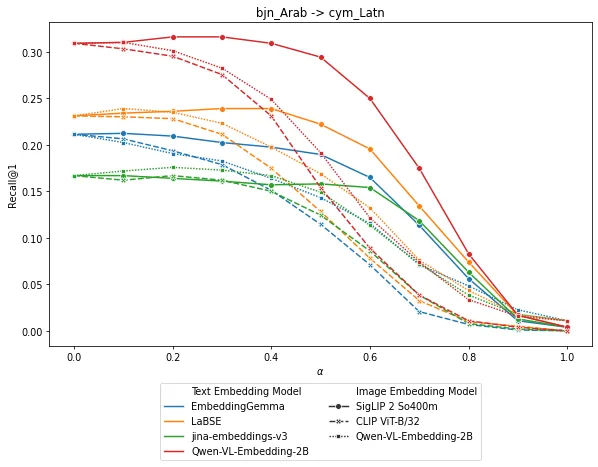 bjn_Arab -> cym_Latn
Recall@1
0.30
0.25
0.20
0.15
0.10
0.05
0.00
0.0 0.2 0.4 0.6 0.8 1.0
α
Text Embedding Model
EmbeddingGemma
LaBSE
jina-embeddings-v3
Qwen-VL-Embedding-2B
Image Embedding Model
SigLIP 2 So400m
CLIP ViT-B/32
Qwen-VL-Embedding-2B